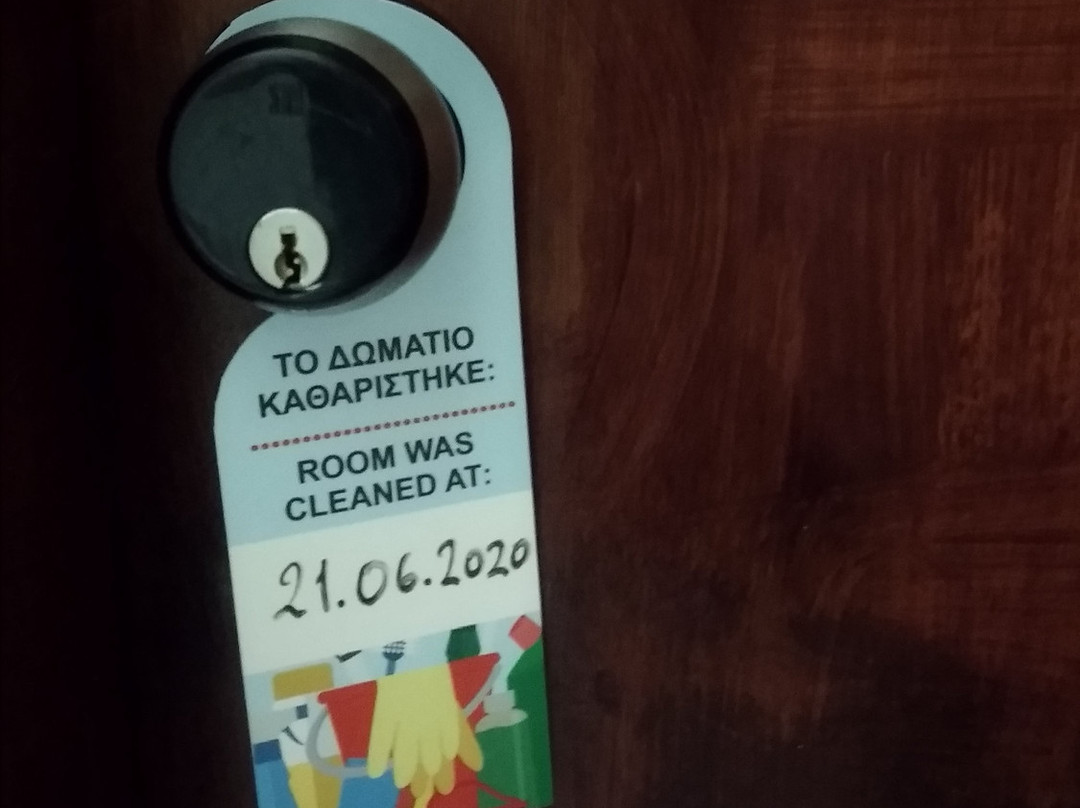 ΤΟ ΔΩΜΑΤΙΟ
ΚΑΘΑΡΙΣΤΗΚΕ:
ROOM WAS
CLEANED AT:
21.06.2020